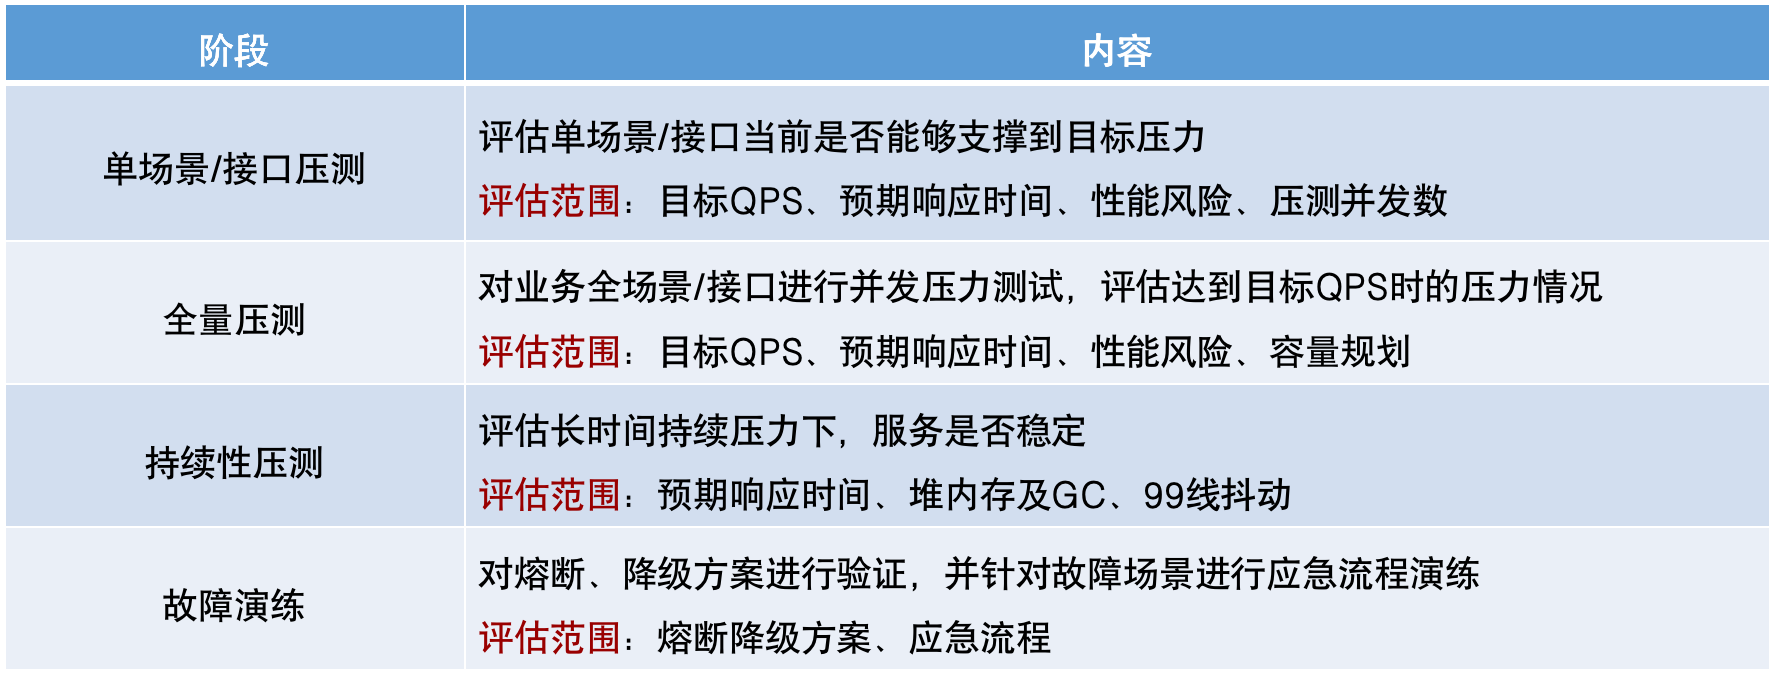 阶段
内容
单场景/接口压测
评估单场景/接口当前是否能够支撑到目标压力
评估范围：目标QPS、预期响应时间、性能风险、压测并发数
全量压测
对业务全场景/接口进行并发压力测试，评估达到目标QPS时的压力情况
评估范围：目标QPS、预期响应时间、性能风险、容量规划
持续性压测
评估长时间持续压力下，服务是否稳定
评估范围：预期响应时间、堆内存及GC、99线抖动
故障演练
对熔断、降级方案进行验证，并针对故障场景进行应急流程演练
评估范围：熔断降级方案、应急流程